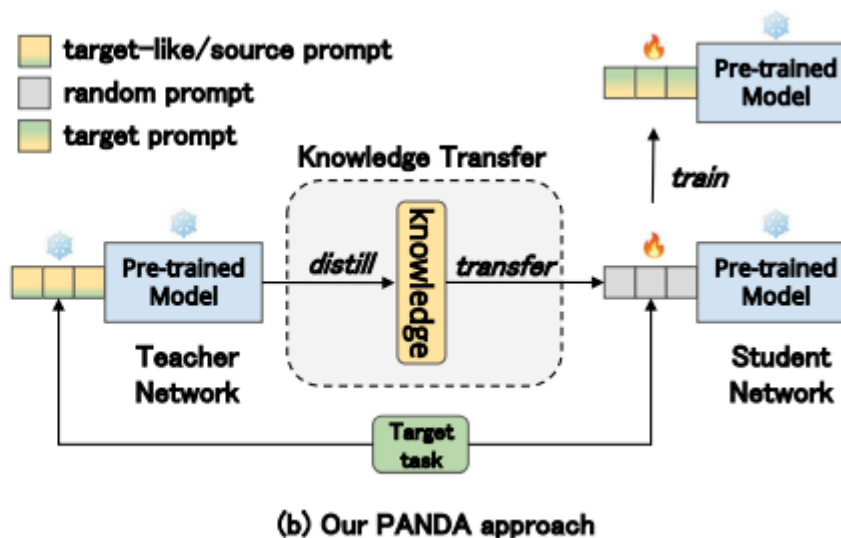 target-like/source prompt
random prompt
target prompt
Pre-trained
Model
Knowledge Transfer
train
knowledge
distill
transfer
Pre-trained
Model
Pre-trained
Model
Teacher
Network
Student
Network
Target
task
(b) Our PANDA approach